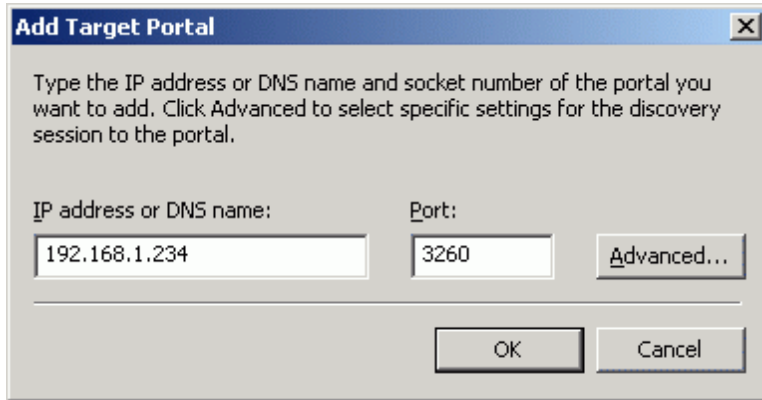 Add Target Portal
Type the IP address or DNS name and socket number of the portal you
want to add. Click Advanced to select specific settings for the discovery
session to the portal.
IP address or DNS name:
Port:
192.168.1.234
3260
Advanced...
OK
Cancel